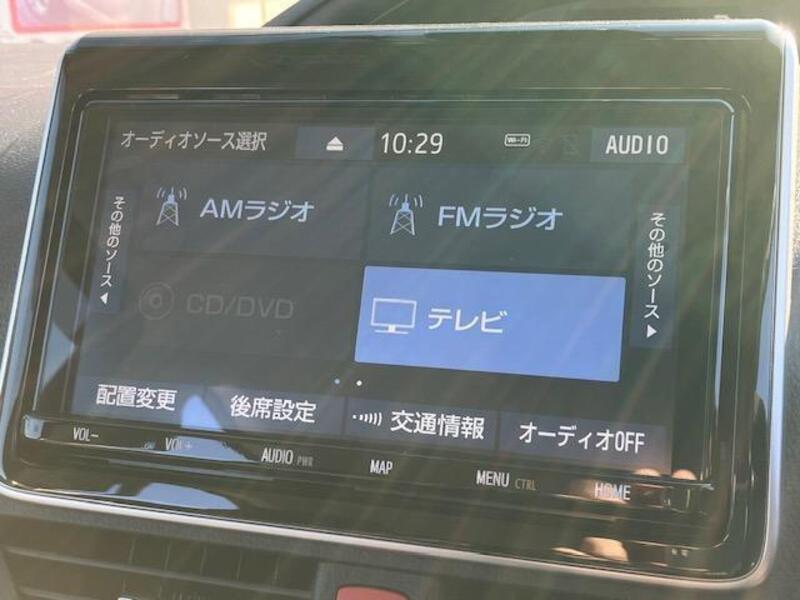 オーディオソース選択 10:29 Wi-Fi AUDIO
その他のソース
AMラジオ FMラジオ
その他のソース
CD/DVD テレビ
配置変更 後席設定 交通情報 オーディオOFF
VOL- VOL+ AUDIO PWR MAP MENU CTRL HOME